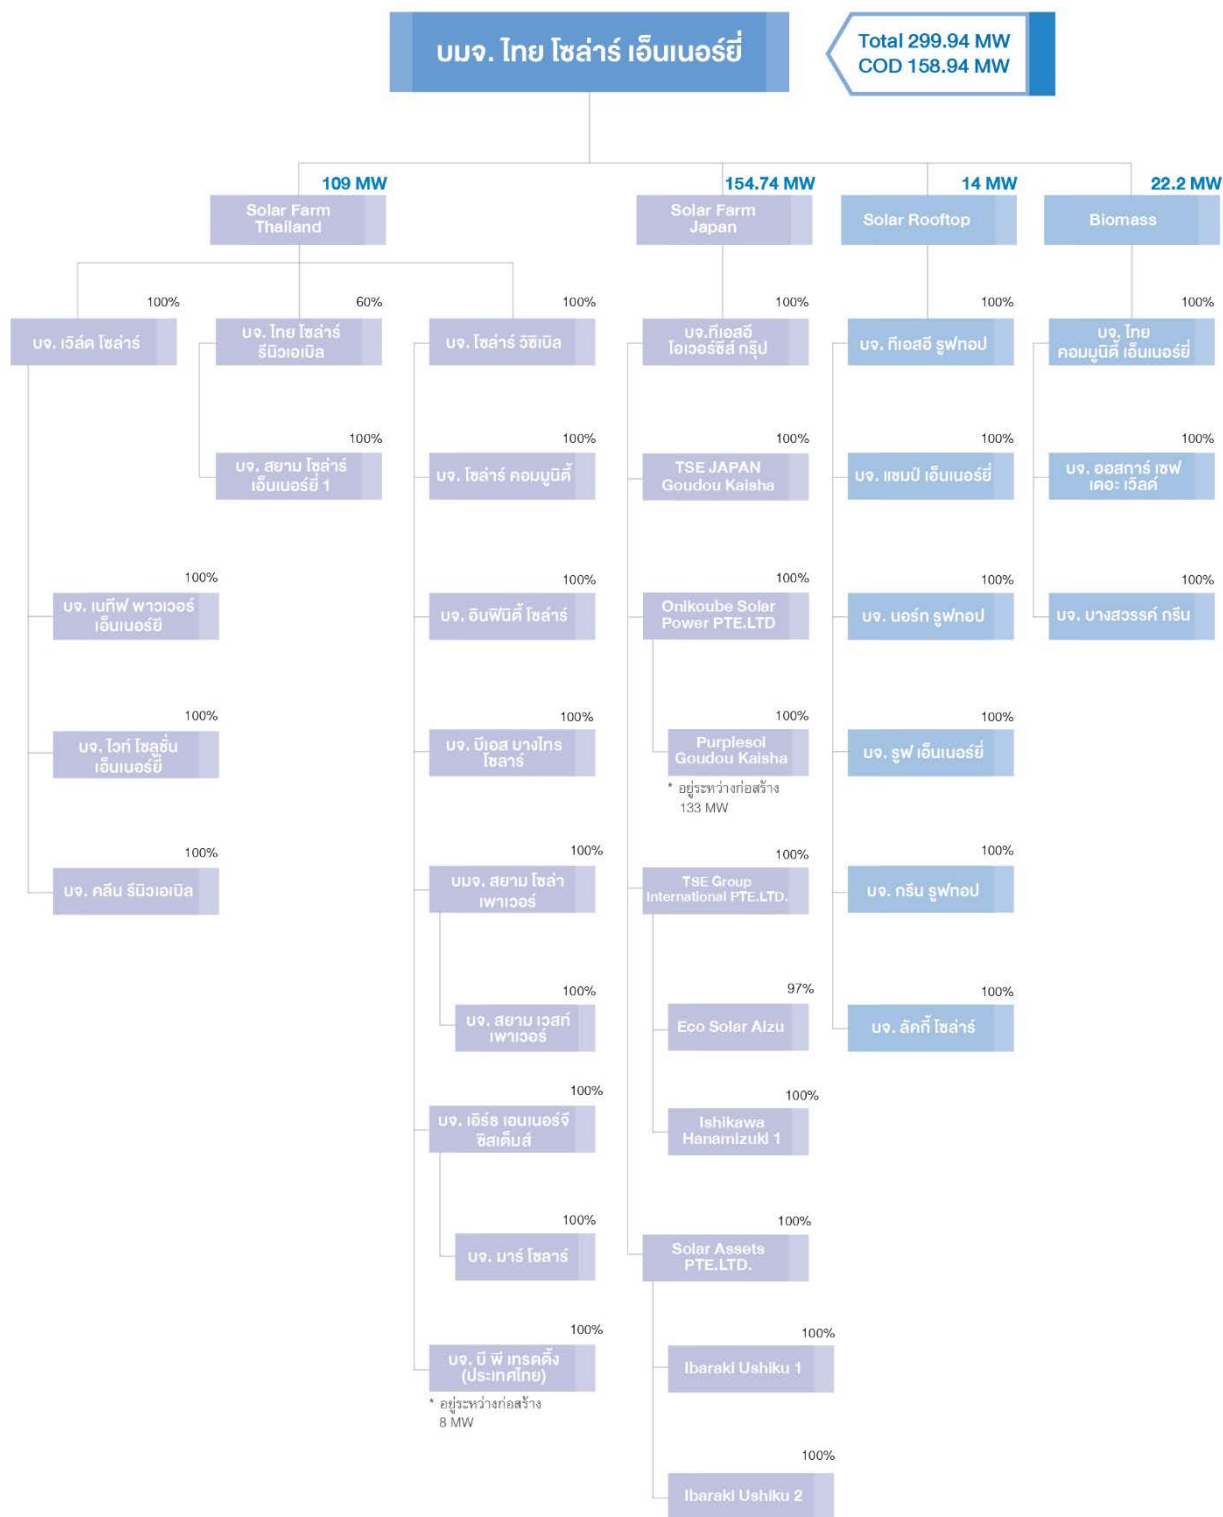 บมจ. ไทย โซล่าร์ เอ็นเนอร์ยี่
Total 299.94 MW
COD 158.94 MW
109 MW
Solar Farm
Thailand
154.74 MW
Solar Farm
Japan
14 MW
Solar Rooftop
22.2 MW
Biomass
100%
บจ. เวิล์ด โซล่าร์
60%
บจ. ไทย โซล่าร์
รีนิวเอเบิล
100%
บจ. โซล่าร์ วิซิเบิล
100%
บจ.ทีเอสอี
โอเวอร์ซีส์ กรุ๊ป
100%
บจ. ทีเอสอี รูฟทอป
100%
บจ. ไทย
คอมมูนิตี้ เอ็นเนอร์ยี่
100%
บจ. สยาม โซล่าร์
เอ็นเนอร์ยี่ 1
100%
บจ. โซล่าร์ คอมมูนิตี้
100%
TSE JAPAN
Goudou Kaisha
100%
บจ. แชมป์ เอ็นเนอร์ยี่
100%
บจ. ออสการ์ เซฟ
เดอะ เวิลด์
100%
บจ. เนทีฟ พาวเวอร์
เอ็นเนอร์ยี
100%
บจ. อินฟินิตี้ โซล่าร์
100%
Onikoube Solar
Power PTE.LTD
100%
บจ. นอร์ท รูฟทอป
100%
บจ. บางสวรรค์ กรีน
100%
บจ. ไวท์ โซลูชั่น
เอ็นเนอร์ยี
100%
บจ. บีเอส บางไทร
โซลาร์
100%
Purplesol
Goudou Kaisha
* อยู่ระหว่างก่อสร้าง
133 MW
100%
บจ. รูฟ เอ็นเนอร์ยี่
100%
บจ. คลีน รีนิวเอเบิล
100%
บมจ. สยาม โซล่า
เพาเวอร์
100%
TSE Group
International PTE.LTD.
100%
บจ. กรีน รูฟทอป
100%
บจ. สยาม เวสท์
เพาเวอร์
97%
Eco Solar Aizu
100%
บจ. ลัคกี้ โซล่าร์
100%
บจ. เอิร์ธ เอนเนอร์จี
ซิสเต็มส์
100%
Ishikawa
Hanamizuki 1
100%
บจ. มาร์ โซลาร์
100%
Solar Assets
PTE.LTD.
100%
บจ. บี พี เทรดดิ้ง
(ประเทศไทย)
* อยู่ระหว่างก่อสร้าง
8 MW
100%
Ibaraki Ushiku 1
100%
Ibaraki Ushiku 2